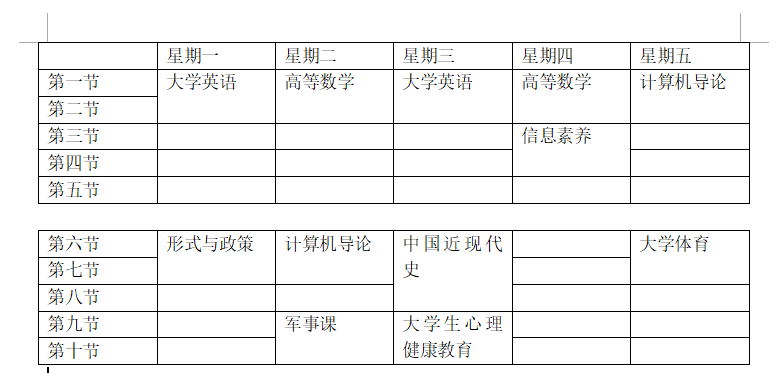 星期一 星期二 星期三 星期四 星期五
第一节 大学英语 高等数学 大学英语 高等数学 计算机导论
第二节
第三节 信息素养
第四节
第五节
第六节 形式与政策 计算机导论 中国近现代 大学体育
第七节 史
第八节
第九节 军事课 大学生心理
第十节 健康教育